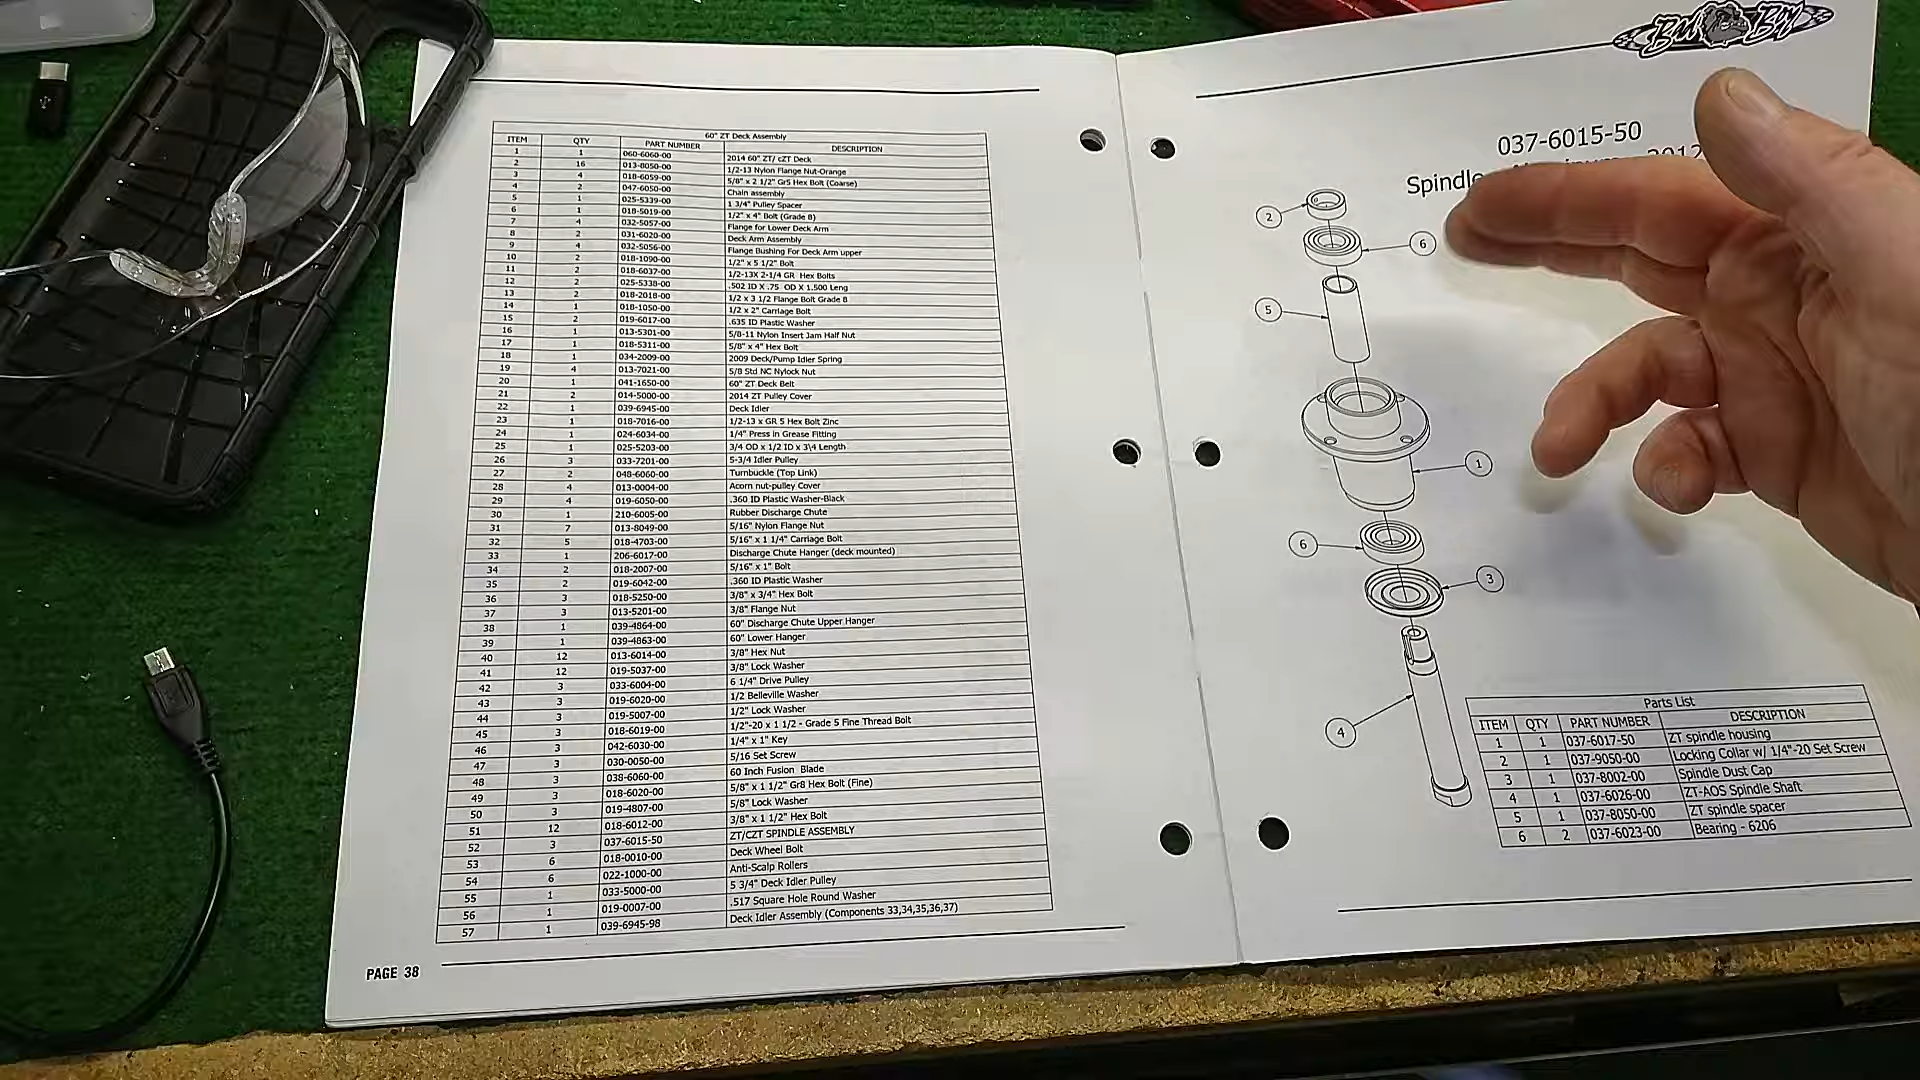 60" ZT Deck Assembly
ITEM QTY PART NUMBER DESCRIPTION
1 1 060-6060-00 2014 60" ZT/ cZT Deck
2 16 013-8050-00 1/2-13 Nylon Flange Nut-Orange
3 4 018-6059-00 5/8" x 2 1/2" Gr5 Hex Bolt (Coarse)
4 2 047-6050-00 Chain assembly
5 1 025-5339-00 1 3/4" Pulley Spacer
6 1 018-5019-00 1/2" x 4" Bolt (Grade 8)
7 4 032-5057-00 Flange for Lower Deck Arm
8 2 031-6020-00 Deck Arm Assembly
9 4 032-5056-00 Flange Bushing For Deck Arm upper
10 2 018-1090-00 1/2" x 5 1/2" Bolt
11 2 018-6037-00 1/2-13X 2-1/4 GR Hex Bolts
12 2 025-5338-00 .502 ID X .75 OD X 1.500 Leng
13 2 018-2018-00 1/2 x 3 1/2 Flange Bolt Grade 8
14 1 018-1050-00 1/2 x 2" Carriage Bolt
15 2 019-6017-00 .635 ID Plastic Washer
16 1 013-5301-00 5/8-11 Nylon Insert Jam Half Nut
17 1 018-5311-00 5/8" x 4" Hex Bolt
18 1 034-2009-00 2009 Deck/Pump Idler Spring
19 4 013-7021-00 5/8 Std NC Nylock Nut
20 1 041-1650-00 60" ZT Deck Belt
21 2 014-5000-00 2014 ZT Pulley Cover
22 1 039-6945-00 Deck Idler
23 1 018-7016-00 1/2-13 x GR 5 Hex Bolt Zinc
24 1 024-6034-00 1/4" Press in Grease Fitting
25 1 025-5203-00 3/4 OD x 1/2 ID x 3\4 Length
26 3 033-7201-00 5-3/4 Idler Pulley
27 2 048-6060-00 Turnbuckle (Top Link)
28 4 013-0004-00 Acorn nut-pulley Cover
29 4 019-6050-00 .360 ID Plastic Washer-Black
30 1 210-6005-00 Rubber Discharge Chute
31 7 013-8049-00 5/16" Nylon Flange Nut
32 5 018-4703-00 5/16" x 1 1/4" Carriage Bolt
33 1 206-6017-00 Discharge Chute Hanger (deck mounted)
34 2 018-2007-00 5/16" x 1" Bolt
35 2 019-6042-00 .360 ID Plastic Washer
36 3 018-5250-00 3/8" x 3/4" Hex Bolt
37 3 013-5201-00 3/8" Flange Nut
38 1 039-4864-00 60" Discharge Chute Upper Hanger
39 1 039-4863-00 60" Lower Hanger
40 12 013-6014-00 3/8" Hex Nut
41 12 019-5037-00 3/8" Lock Washer
42 3 033-6004-00 6 1/4" Drive Pulley
43 3 019-6020-00 1/2 Belleville Washer
44 3 019-5007-00 1/2" Lock Washer
45 3 018-6019-00 1/2"-20 x 1 1/2 - Grade 5 Fine Thread Bolt
46 3 042-6030-00 1/4" x 1" Key
47 3 030-0050-00 5/16 Set Screw
48 3 038-6060-00 60 Inch Fusion Blade
49 3 018-6020-00 5/8" x 1 1/2" Gr8 Hex Bolt (Fine)
50 3 019-4807-00 5/8" Lock Washer
51 12 018-6012-00 3/8" x 1 1/2" Hex Bolt
52 3 037-6015-50 ZT/CZT SPINDLE ASSEMBLY
53 6 018-0010-00 Deck Wheel Bolt
54 6 022-1000-00 Anti-Scalp Rollers
55 1 033-5000-00 5 3/4" Deck Idler Pulley
56 1 019-0007-00 .517 Square Hole Round Washer
57 1 039-6945-98 Deck Idler Assembly (Components 33,34,35,36,37)
PAGE 38
Bad Boy
037-6015-50
2
6
5
1
6
3
4
Parts List
ITEM QTY PART NUMBER DESCRIPTION
1 1 037-6017-50 ZT spindle housing
2 1 037-9050-00 Locking Collar w/ 1/4"-20 Set Screw
3 1 037-8002-00 Spindle Dust Cap
4 1 037-6026-00 ZT-AOS Spindle Shaft
5 1 037-8050-00 ZT spindle spacer
6 2 037-6023-00 Bearing - 6206